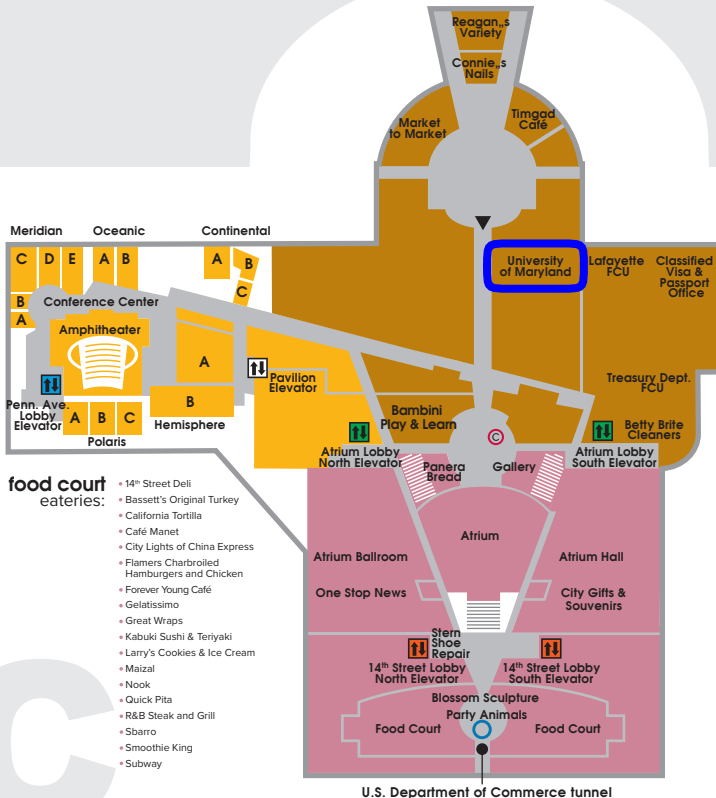 Reagan„s
Variety
Connie„s
Nails
Market
to Market
Timgad
Café
Meridian
Oceanic
Continental
C
D
E
A
B
A
B
C
B
A
University
of Maryland
Lafayette
FCU
Classified
Visa &
Passport
Office
Conference Center
Amphitheater
A
B
Hemisphere
Pavilion
Elevator
Penn. Ave.
Lobby
Elevator
A
B
C
Polaris
Bambini
Play & Learn
Treasury Dept.
FCU
Betty Brite
Cleaners
C
Atrium Lobby
North Elevator
Atrium Lobby
South Elevator
Panera
Bread
Gallery
Atrium
Atrium Ballroom
Atrium Hall
One Stop News
City Gifts &
Souvenirs
Stern
Shoe
Repair
14th Street Lobby
North Elevator
14th Street Lobby
South Elevator
Blossom Sculpture
Party Animals
Food Court
Food Court
U.S. Department of Commerce tunnel
food court
eateries:
• 14th Street Deli
• Bassett's Original Turkey
• California Tortilla
• Café Manet
• City Lights of China Express
• Flamers Charbroiled
Hamburgers and Chicken
• Forever Young Café
• Gelatissimo
• Great Wraps
• Kabuki Sushi & Teriyaki
• Larry's Cookies & Ice Cream
• Maizal
• Nook
• Quick Pita
• R&B Steak and Grill
• Sbarro
• Smoothie King
• Subway
C